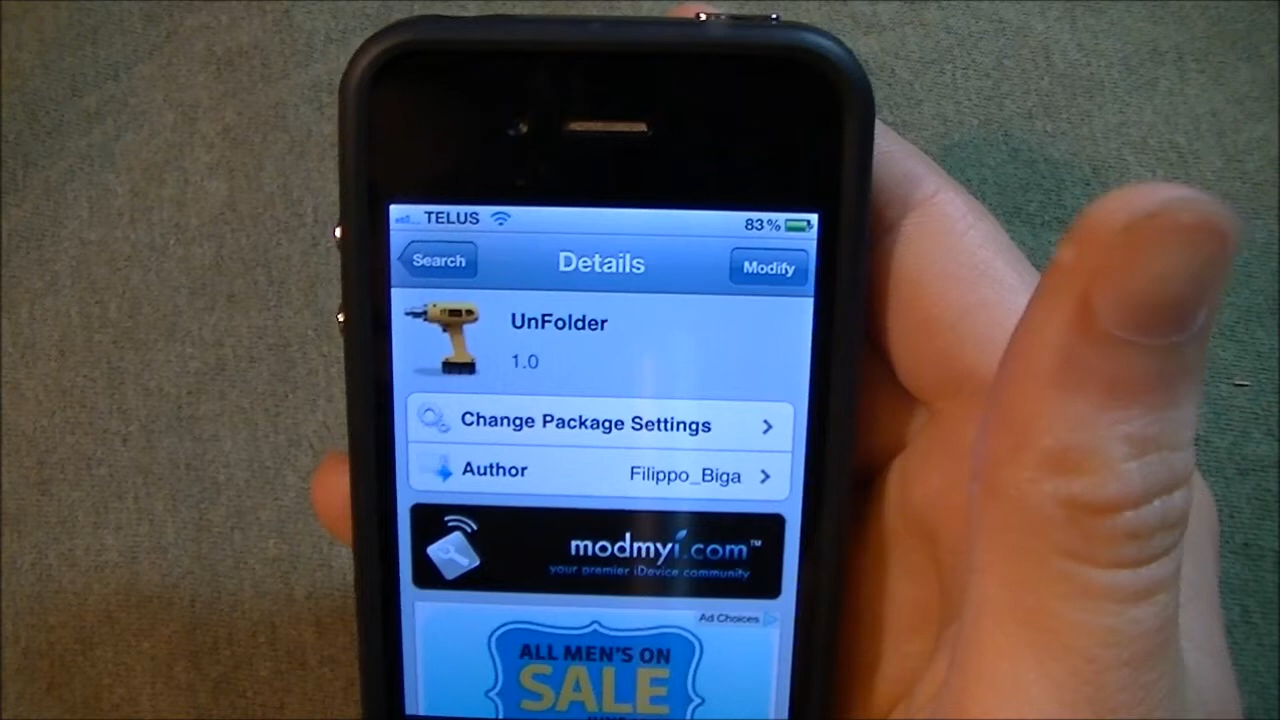 TELUS 83%
Search Details Modify
UnFolder
1.0
Change Package Settings
Author Filippo_Biga
modmyi.com™
your premier iDevice community
Ad Choices
ALL MEN'S ON
SALE